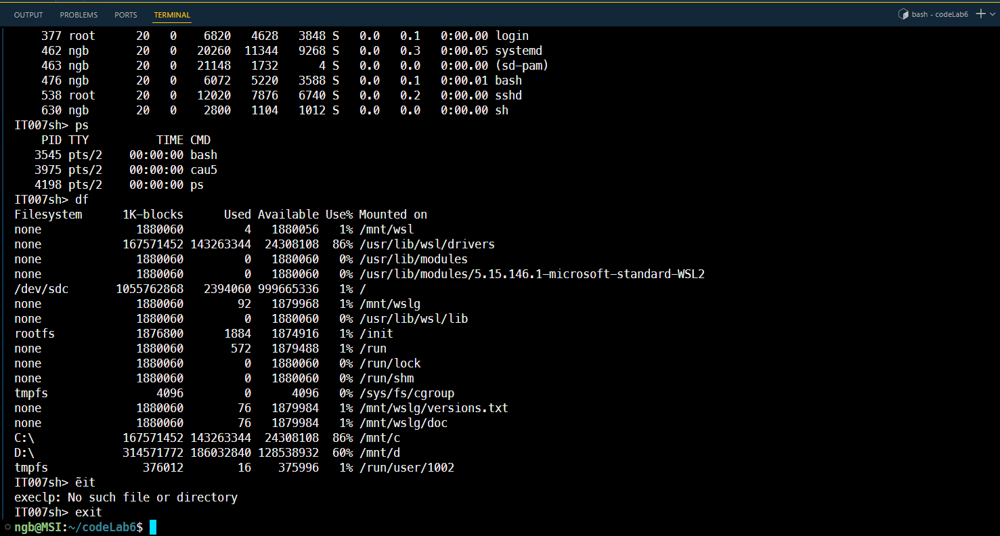 OUTPUT PROBLEMS PORTS TERMINAL bash - codeLab6
377 root 20 0 6820 4628 3848 S 0.0 0.1 0:00.00 login
462 ngb 20 0 20260 11344 9268 S 0.0 0.3 0:00.05 systemd
463 ngb 20 0 21148 1732 4 S 0.0 0.0 0:00.00 (sd-pam)
476 ngb 20 0 6072 5220 3588 S 0.0 0.1 0:00.01 bash
538 root 20 0 12020 7876 6740 S 0.0 0.2 0:00.00 sshd
630 ngb 20 0 2800 1104 1012 S 0.0 0.0 0:00.00 sh
IT007sh> ps
PID TTY TIME CMD
3545 pts/2 00:00:00 bash
3975 pts/2 00:00:00 cau5
4198 pts/2 00:00:00 ps
IT007sh> df
Filesystem 1K-blocks Used Available Use% Mounted on
none 1880060 4 1880056 1% /mnt/wsl
none 167571452 143263344 24308108 86% /usr/lib/wsl/drivers
none 1880060 0 1880060 0% /usr/lib/modules
none 1880060 0 1880060 0% /usr/lib/modules/5.15.146.1-microsoft-standard-WSL2
/dev/sdc 1055762868 2394060 999665336 1% /
none 1880060 92 1879968 1% /mnt/wslg
none 1880060 0 1880060 0% /usr/lib/wsl/lib
rootfs 1876800 1884 1874916 1% /init
none 1880060 572 1879488 1% /run
none 1880060 0 1880060 0% /run/lock
none 1880060 0 1880060 0% /run/shm
tmpfs 4096 0 4096 0% /sys/fs/cgroup
none 1880060 76 1879984 1% /mnt/wslg/versions.txt
none 1880060 76 1879984 1% /mnt/wslg/doc
C:\ 167571452 143263344 24308108 86% /mnt/c
D:\ 314571772 186032840 128538932 60% /mnt/d
tmpfs 376012 16 375996 1% /run/user/1002
IT007sh> ẽit
execlp: No such file or directory
IT007sh> exit
ngb@MSI:~/codeLab6$